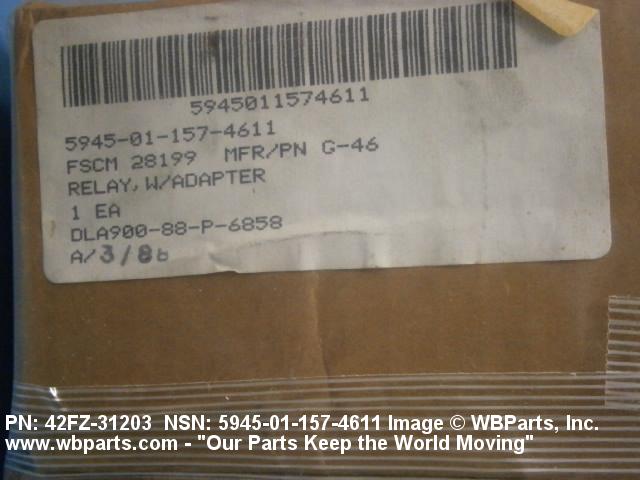 5945011574611
5945-01-157-4611
FSCM 28199 MFR/PN G-46
RELAY, W/ADAPTER
1 EA
DLA900-88-P-6858
A/3/88
PN: 42FZ-31203 NSN: 5945-01-157-4611 Image © WBParts, Inc.
www.wbparts.com - "Our Parts Keep the World Moving"